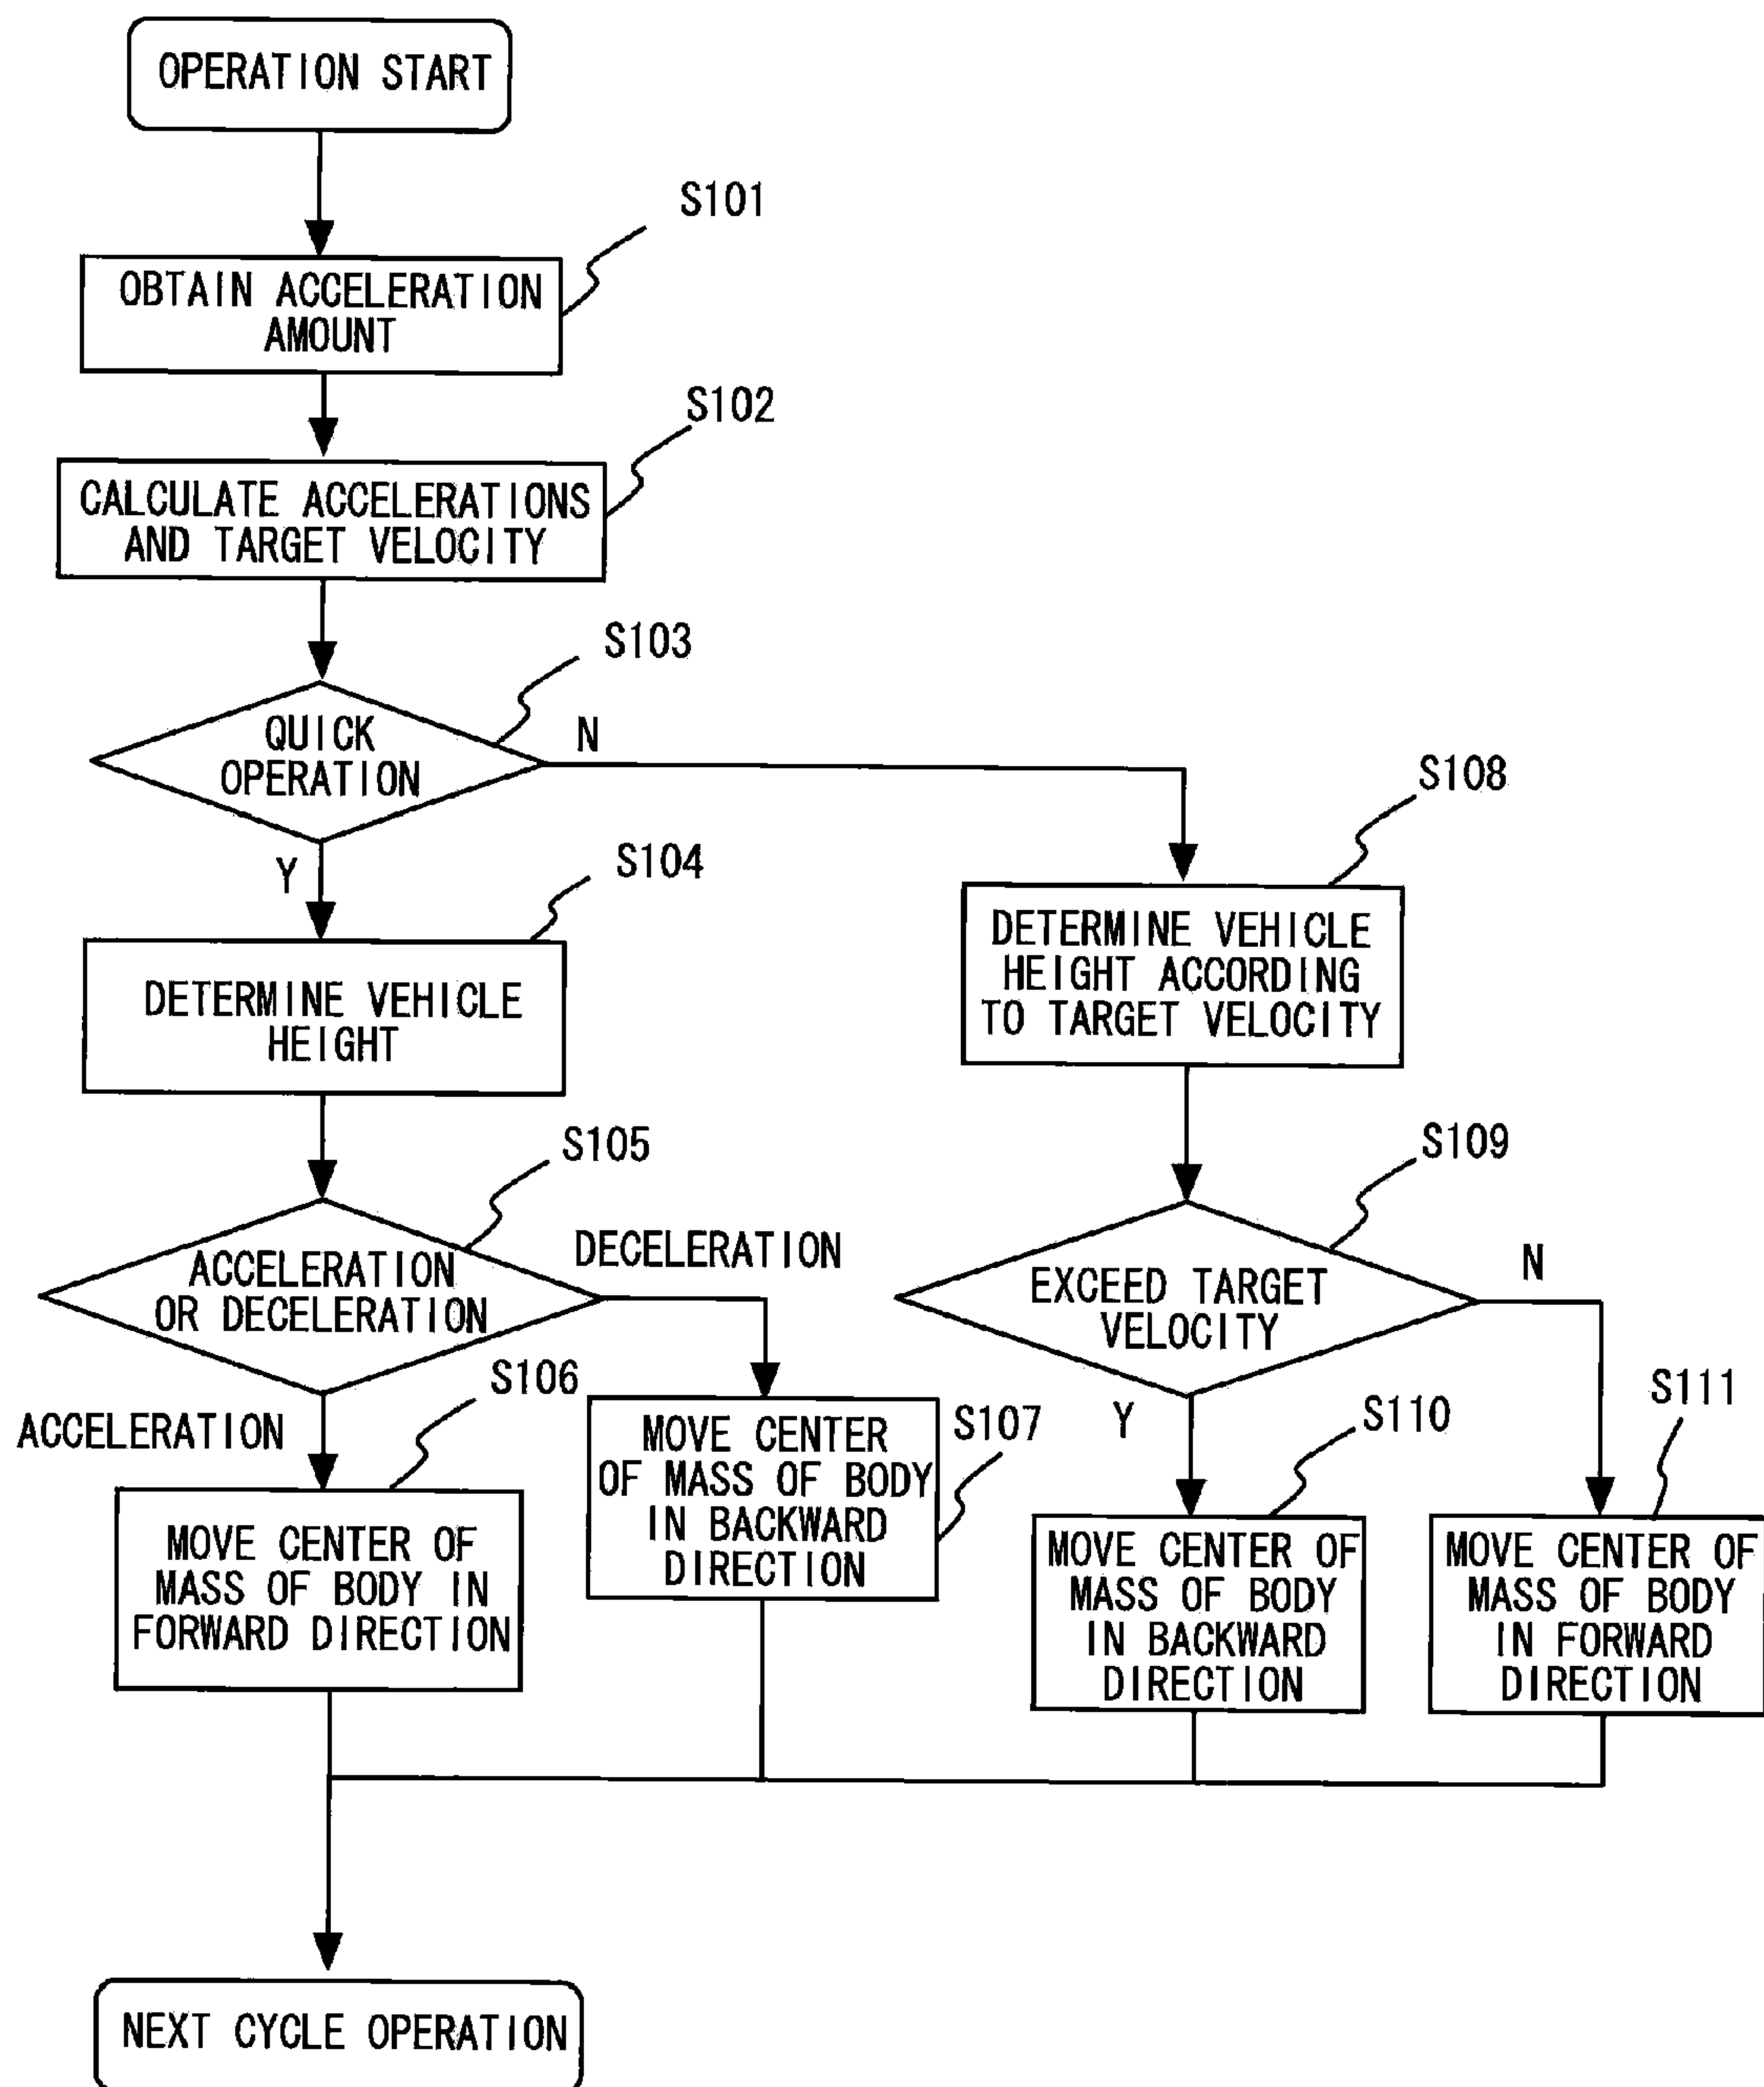 OPERATION START
S101
OBTAIN ACCELERATION
AMOUNT
S102
CALCULATE ACCELERATIONS
AND TARGET VELOCITY
S103
QUICK
OPERATION
N
Y
S104
DETERMINE VEHICLE
HEIGHT
S108
DETERMINE VEHICLE
HEIGHT ACCORDING
TO TARGET VELOCITY
S105
ACCELERATION
OR DECELERATION
DECELERATION
ACCELERATION
S109
EXCEED TARGET
VELOCITY
N
Y
S106
MOVE CENTER OF
MASS OF BODY IN
FORWARD DIRECTION
S107
MOVE CENTER
OF MASS OF BODY
IN BACKWARD
DIRECTION
S110
MOVE CENTER OF
MASS OF BODY
IN BACKWARD
DIRECTION
S111
MOVE CENTER OF
MASS OF BODY
IN FORWARD
DIRECTION
NEXT CYCLE OPERATION